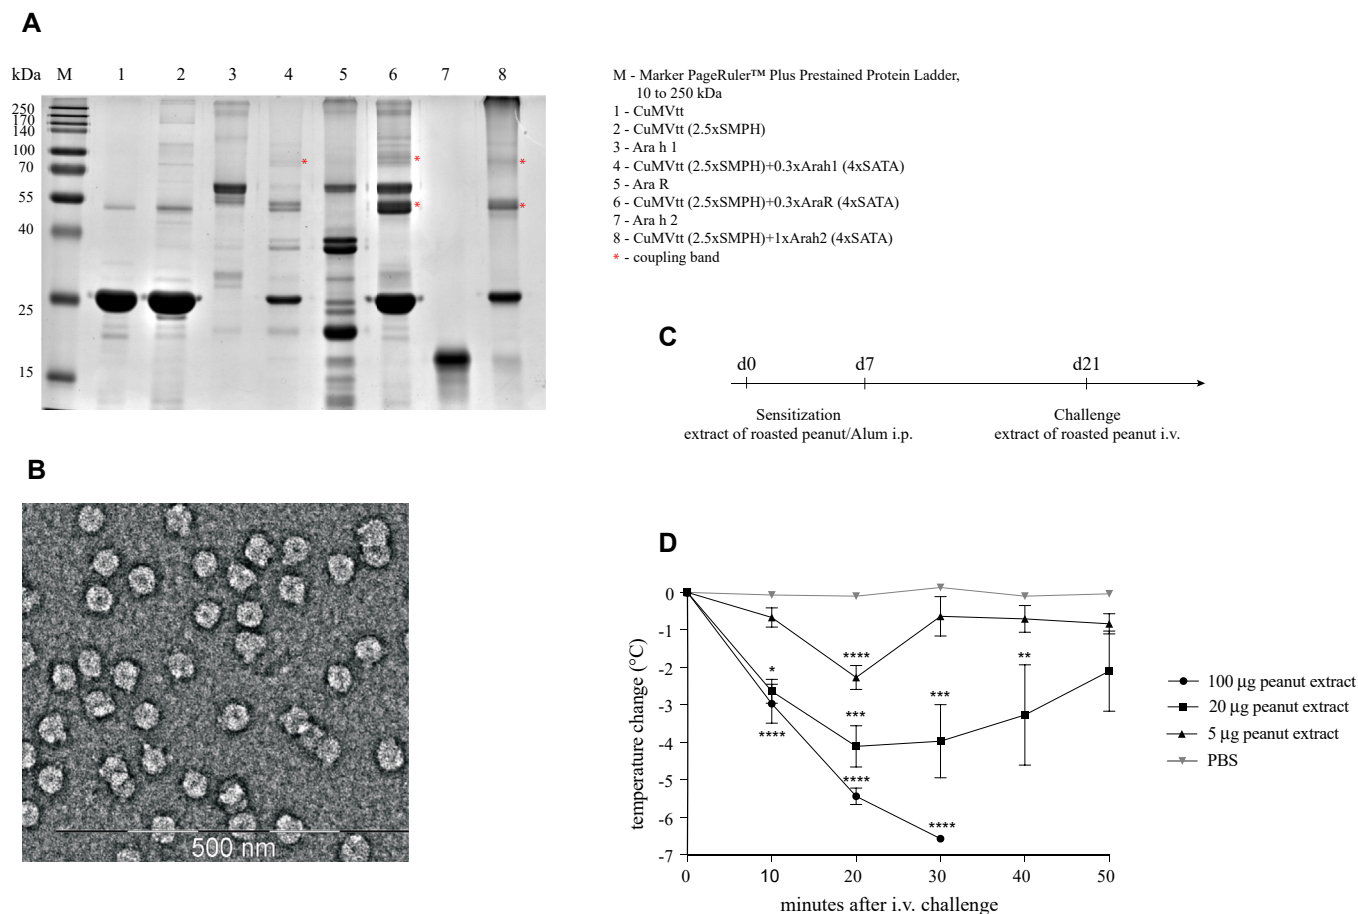 A
kDa M 1 2 3 4 5 6 7 8
250
170
140
100
70
55
40
25
15
*
*
*
*
*
M - Marker PageRuler™ Plus Prestained Protein Ladder,
10 to 250 kDa
1 - CuMVtt
2 - CuMVtt (2.5xSMPH)
3 - Ara h 1
4 - CuMVtt (2.5xSMPH)+0.3xArah1 (4xSATA)
5 - Ara R
6 - CuMVtt (2.5xSMPH)+0.3xAraR (4xSATA)
7 - Ara h 2
8 - CuMVtt (2.5xSMPH)+1xArah2 (4xSATA)
* - coupling band
C
d0 d7 d21
Sensitization Challenge
extract of roasted peanut/Alum i.p. extract of roasted peanut i.v.
B
500 nm
D
temperature change (°C)
0
-1
-2
-3
-4
-5
-6
-7
****
*
**
***
****
***
****
****
0 10 20 30 40 50
minutes after i.v. challenge
100 µg peanut extract
20 µg peanut extract
5 µg peanut extract
PBS